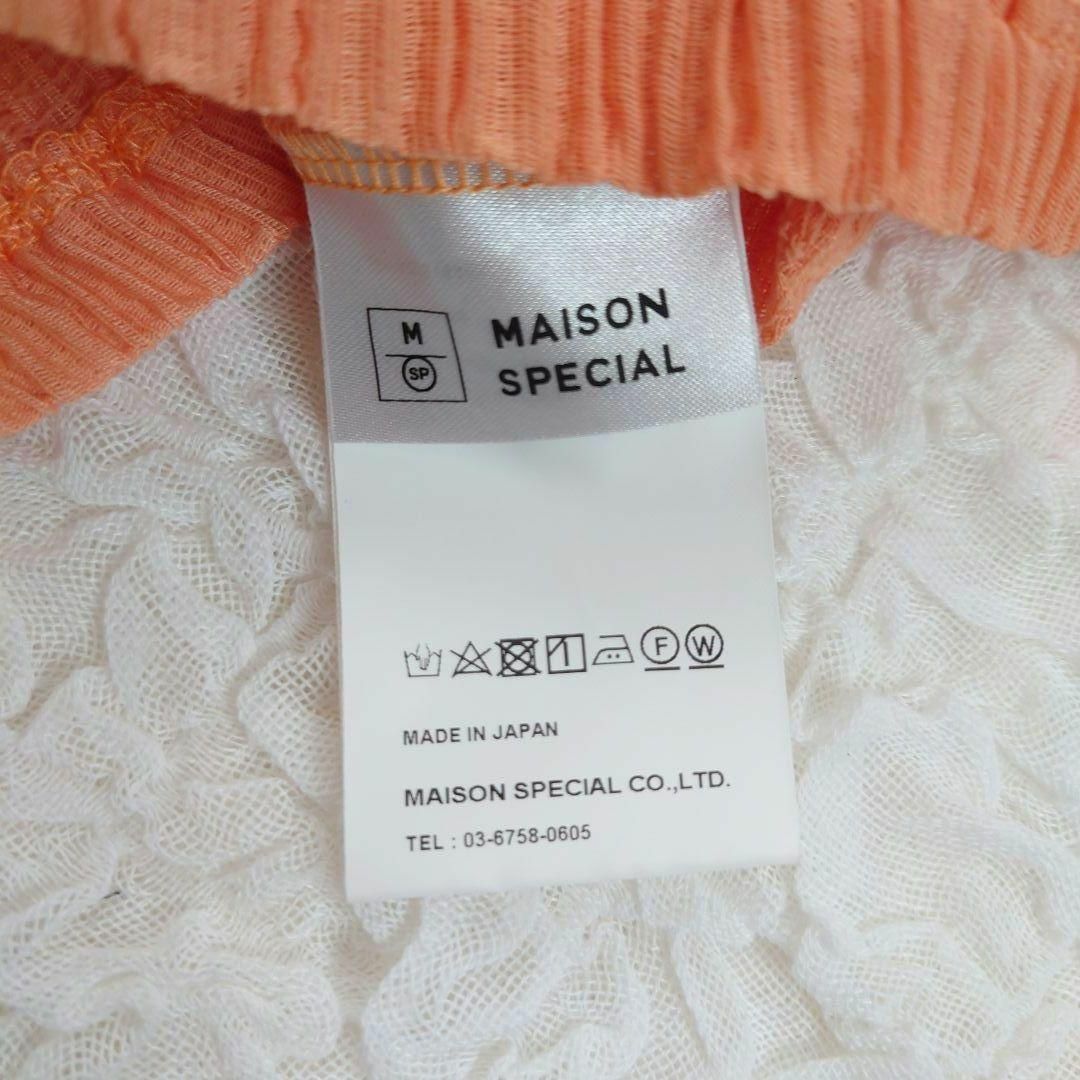 M
SP
MAISON
SPECIAL
F W
MADE IN JAPAN
MAISON SPECIAL CO.,LTD.
TEL : 03-6758-0605